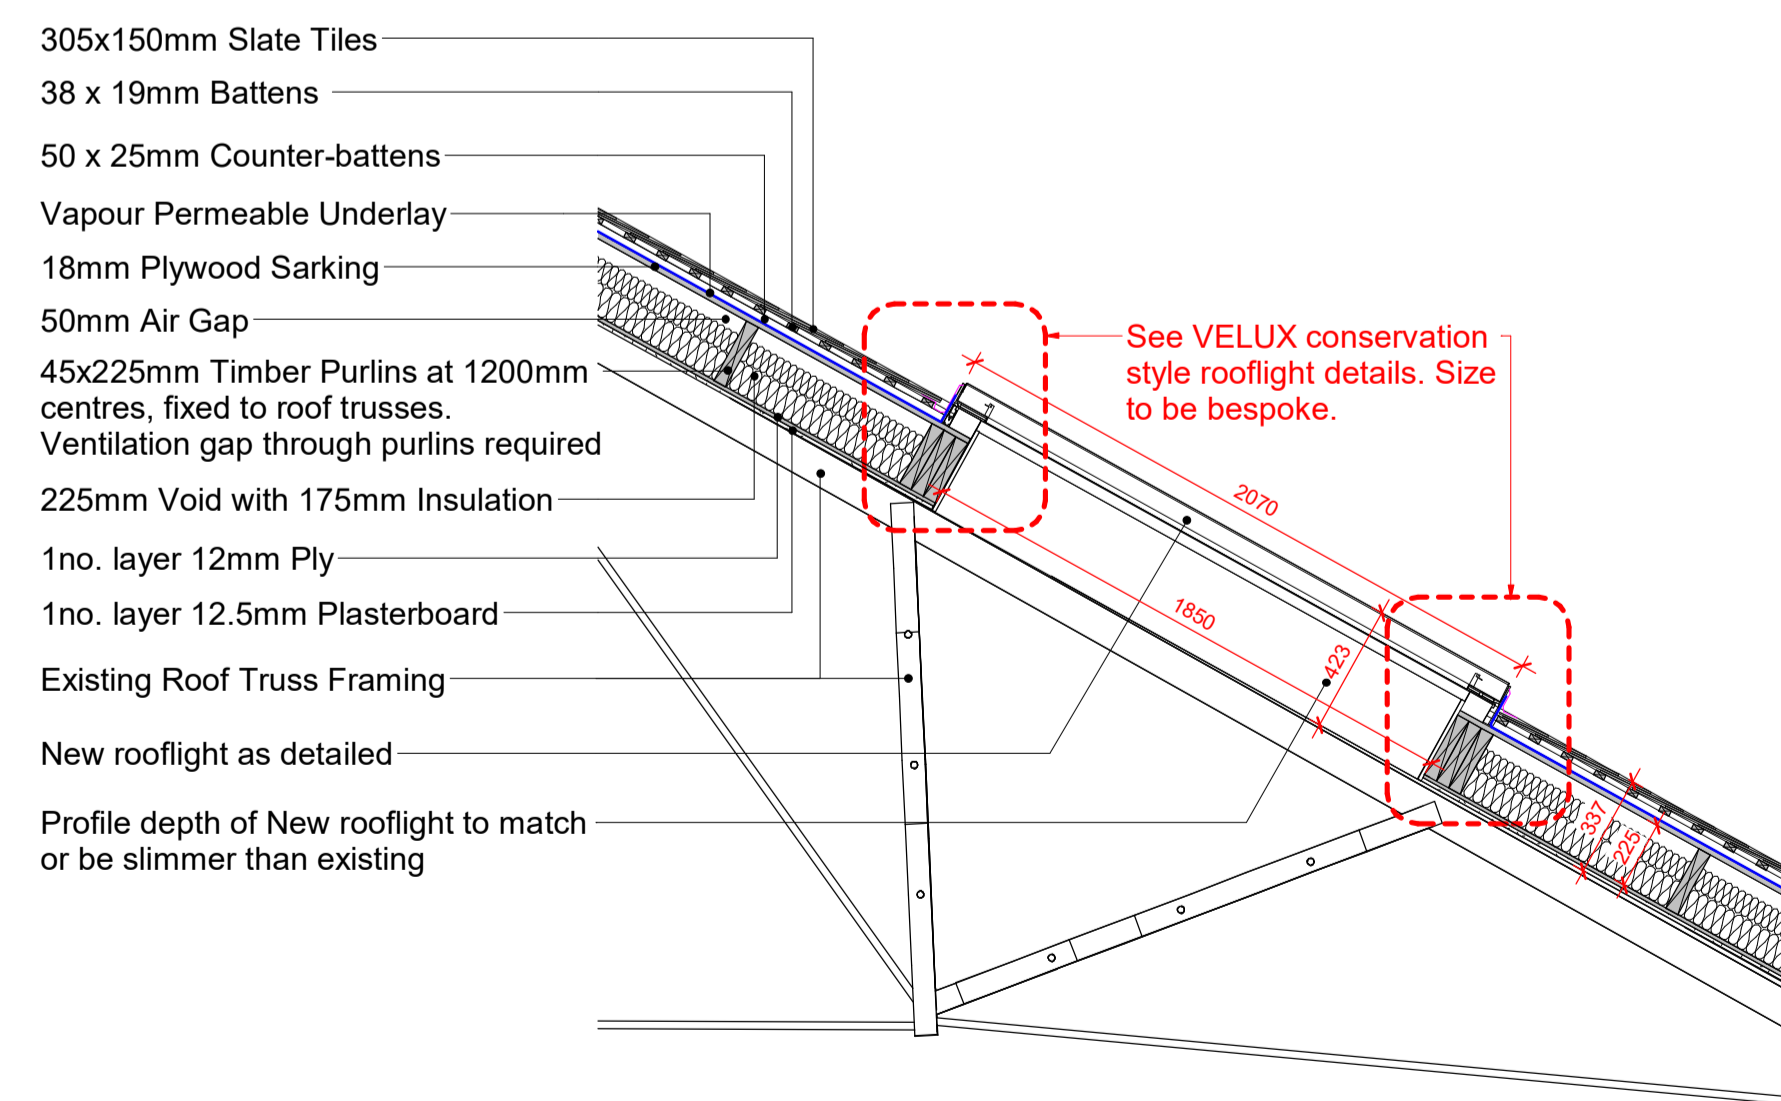 305x150mm Slate Tiles
38 x 19mm Battens
50 x 25mm Counter-battens
Vapour Permeable Underlay
18mm Plywood Sarking
50mm Air Gap
45x225mm Timber Purlins at 1200mm
centres, fixed to roof trusses.
Ventilation gap through purlins required
225mm Void with 175mm Insulation
1no. layer 12mm Ply
1no. layer 12.5mm Plasterboard
Existing Roof Truss Framing
New rooflight as detailed
Profile depth of New rooflight to match
or be slimmer than existing
See VELUX conservation
style rooflight details. Size
to be bespoke.
2070
1850
423
337
225